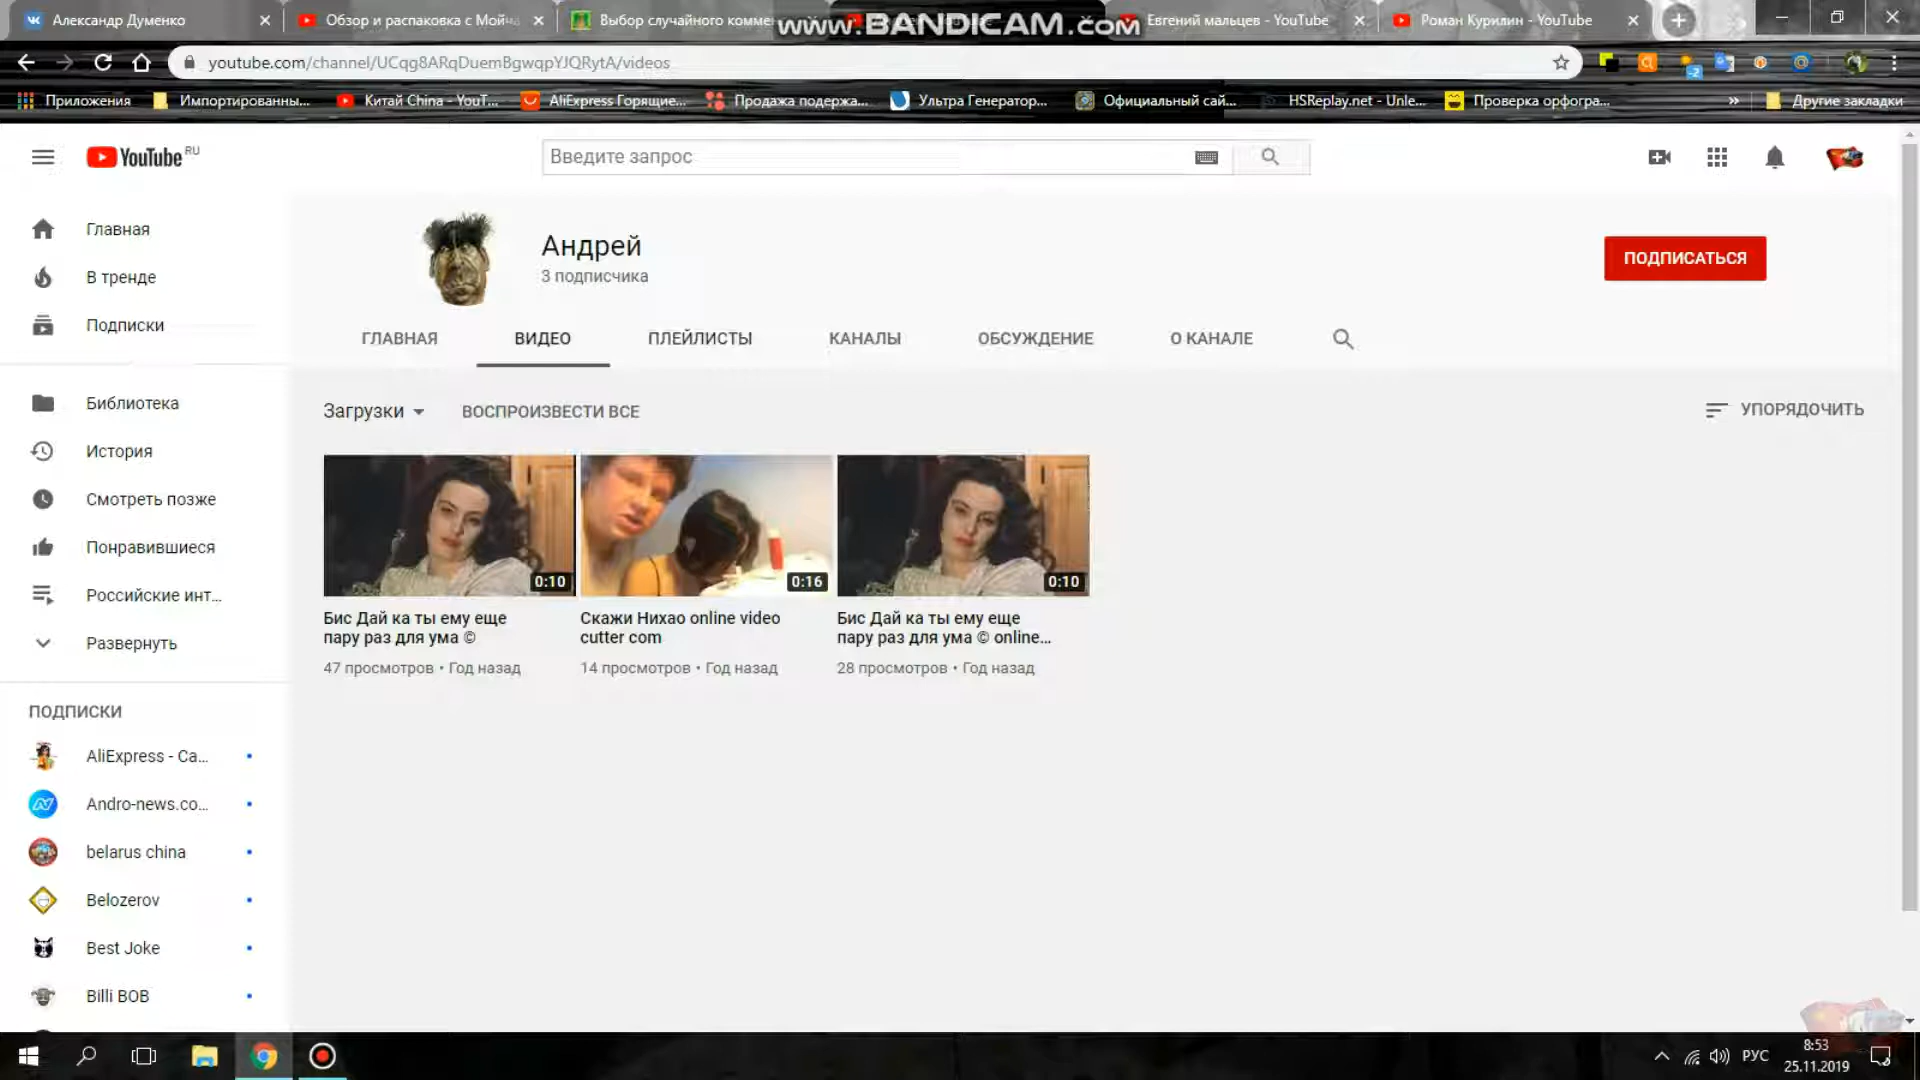 Александр Думенко
Обзор и распаковка с Мойча
Выбор случайного комме
www.BANDICAM.com
Евгений мальцев - YouTube
Роман Курилин - YouTube
youtube.com/channel/UCqg8ARqDuemBgwqpYJQRytA/videos
Приложения
Импортированны...
Китай China - YouT...
AliExpress Горящие...
Продажа подержа...
Ультра Генератор...
Официальный сай...
HSReplay.net - Unle...
Проверка орфогра...
»
Другие закладки
YouTube RU
Введите запрос
Главная
В тренде
Подписки
Библиотека
История
Смотреть позже
Понравившиеся
Российские инт...
Развернуть
ПОДПИСКИ
AliExpress - Ca...
Andro-news.co...
belarus china
Belozerov
Best Joke
Billi BOB
Андрей
3 подписчика
ПОДПИСАТЬСЯ
ГЛАВНАЯ
ВИДЕО
ПЛЕЙЛИСТЫ
КАНАЛЫ
ОБСУЖДЕНИЕ
О КАНАЛЕ
Загрузки
ВОСПРОИЗВЕСТИ ВСЕ
УПОРЯДОЧИТЬ
0:10
Бис Дай ка ты ему еще
пару раз для ума ©
47 просмотров • Год назад
0:16
Скажи Нихао online video
cutter com
14 просмотров • Год назад
0:10
Бис Дай ка ты ему еще
пару раз для ума © online...
28 просмотров • Год назад
РУС
8:53
25.11.2019